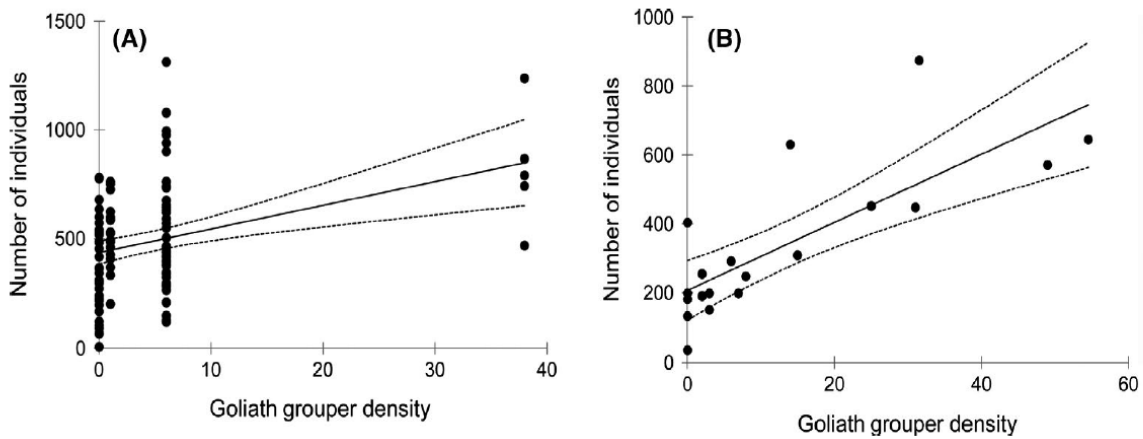 (A)
Number of individuals
1500
1000
500
0
0 10 20 30 40
Goliath grouper density
(B)
Number of individuals
1000
800
600
400
200
0
0 20 40 60
Goliath grouper density